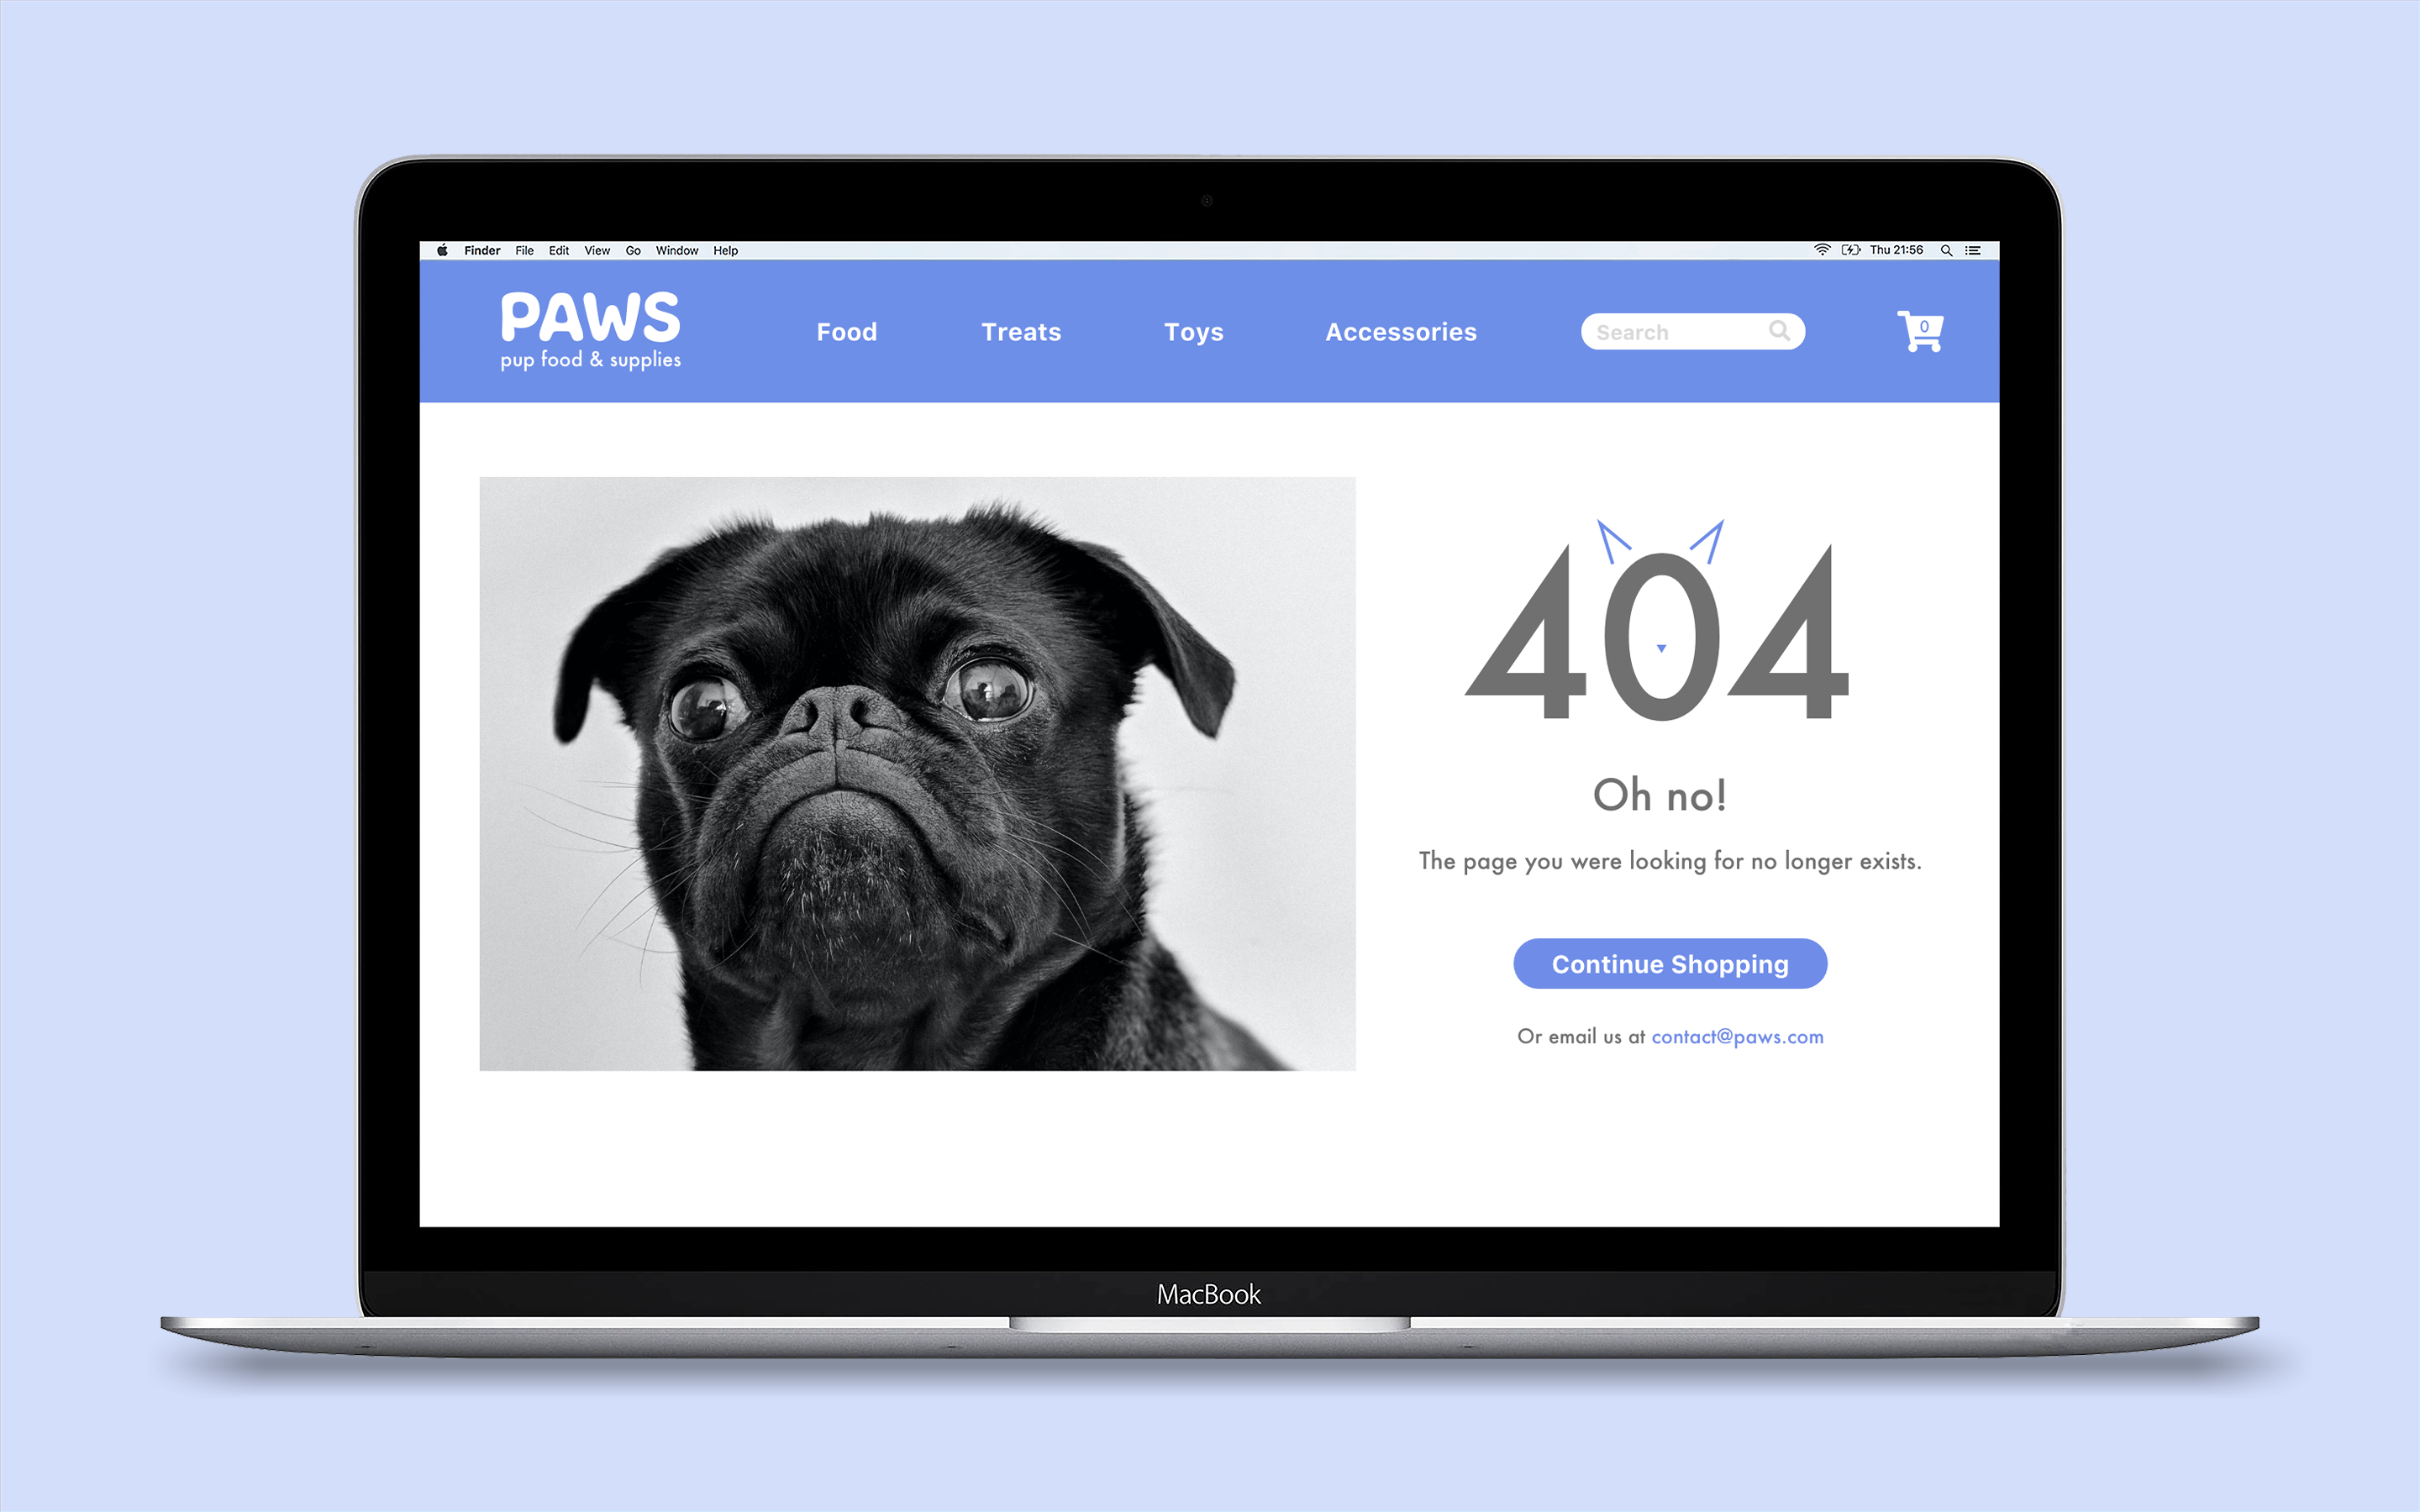 Finder File Edit View Go Window Help Thu 21:56
PAWS
pup food & supplies
Food Treats Toys Accessories Search 0
404
Oh no!
The page you were looking for no longer exists.
Continue Shopping
Or email us at contact@paws.com
MacBook